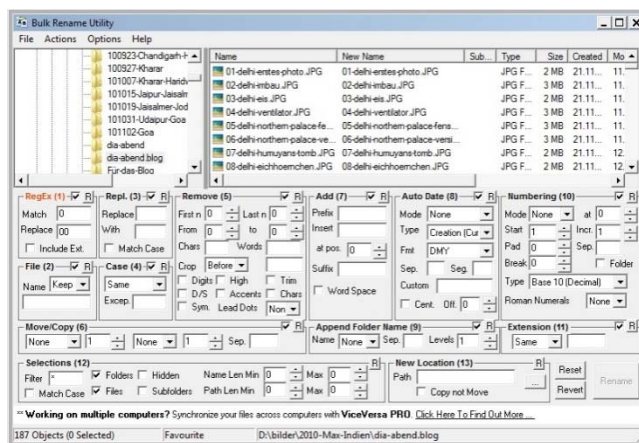 Bulk Rename Utility
File Actions Options Help
100923-Chandigarh-H
100927-Kharar
101007-Kharar-Haridw
101015-Jaipur-Jaisalm
101019-Jaisalmer-Jod
101031-Udaipur-Goa
101102-Goa
dia-abend
dia-abend.blog
Für-das-Blog
Name New Name Sub... Type Size Created Mo
01-delhi-erstes-photo.JPG 01-delhi-erstes-photo.JPG JPG F... 2 MB 21.11... 11.
02-delhi-imbau.JPG 02-delhi-imbau.JPG JPG F... 3 MB 21.11... 11.
03-delhi-eis.JPG 03-delhi-eis.JPG JPG F... 2 MB 21.11... 11.
04-delhi-ventilator.JPG 04-delhi-ventilator.JPG JPG F... 3 MB 21.11... 11.
05-delhi-northern-palace-fe... 05-delhi-northern-palace-fens... JPG F... 2 MB 21.11... 11.
06-delhi-northern-palace-ve... 06-delhi-northern-palace-versi... JPG F... 3 MB 21.11... 11.
07-delhi-humuyans-tomb.JPG 07-delhi-humuyans-tomb.JPG JPG F... 2 MB 21.11... 12.
08-delhi-eichhoernchen.JPG 08-delhi-eichhoernchen.JPG JPG F... 2 MB 21.11... 12.
RegEx (1) R
Match 0
Replace 00
Include Ext.
Repl. (3) R
Replace
With
Match Case
Remove (5) R
First n 0 Last n 0
From 0 to 0
Chars Words
Crop Before
Digits High Trim
D/S Accents Chars
Sym. Lead Dots Non
Add (7) R
Prefix
Insert
at pos. 0
Suffix
Word Space
Auto Date (8) R
Mode None
Type Creation (Cur
Fmt DMY
Sep. Seg.
Custom
Cent. Off. 0
Numbering (10) R
Mode None at 0
Start 1 Incr. 1
Pad 0 Sep.
Break 0 Folder
Type Base 10 (Decimal)
Roman Numerals None
File (2) R
Name Keep
Case (4) R
Same
Excep.
Move/Copy (6) R
None 1 None 1 Sep.
Append Folder Name (9) R
Name None Sep. Levels 1
Extension (11) R
Same
Selections (12) R
Filter * Folders Hidden Name Len Min 0 Max 0
Match Case Files Subfolders Path Len Min 0 Max 0
New Location (13) R
Path ...
Copy not Move
Reset
Revert
Rename
** Working on multiple computers? Synchronize your files across computers with ViceVersa PRO. Click Here To Find Out More ...
187 Objects (0 Selected) Favourite D:\bilder\2010-Max-Indien\dia-abend.blog